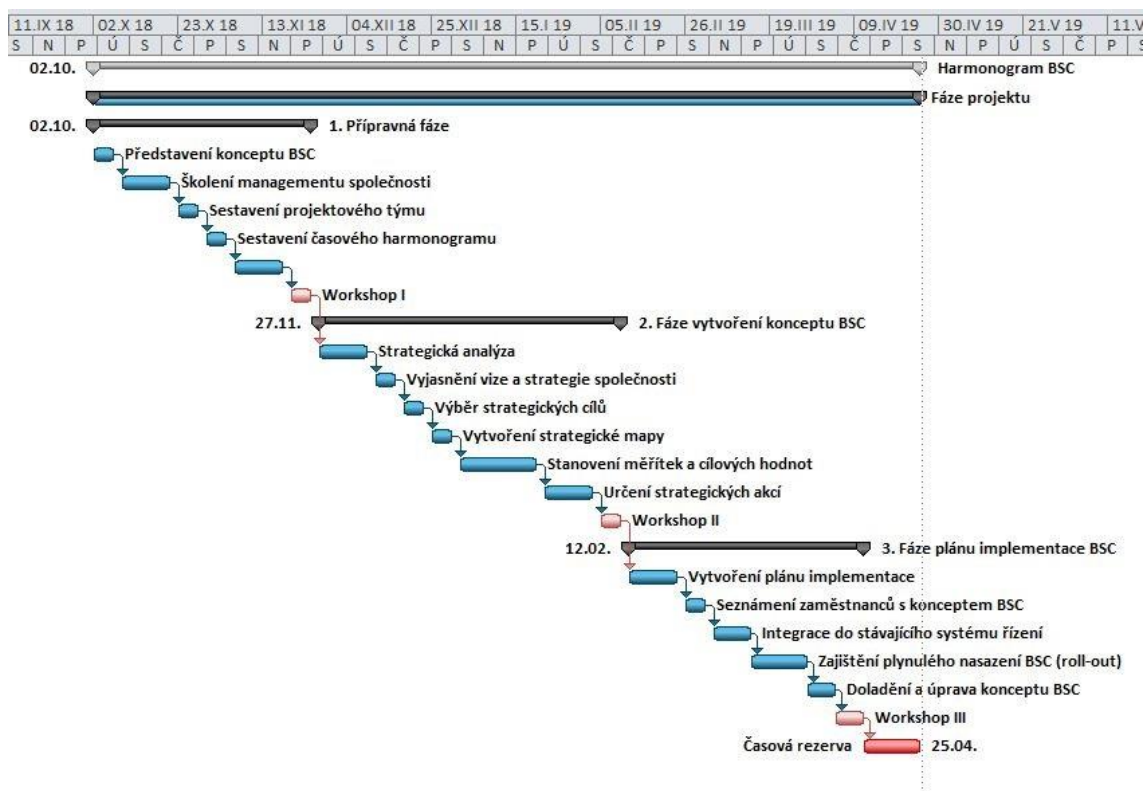 11.IX 18 02.X 18 23.X 18 13.XI 18 04.XII 18 25.XII 18 15.I 19 05.II 19 26.II 19 19.III 19 09.IV 19 30.IV 19 21.V 19 11.V
S N P Ú S Č P S N P Ú S Č P S N P Ú S Č P S N P Ú S Č P S N P Ú S Č P S
02.10. Harmonogram BSC
Fáze projektu
02.10. 1. Přípravná fáze
Představení konceptu BSC
Školení managementu společnosti
Sestavení projektového týmu
Sestavení časového harmonogramu
Workshop I
27.11. 2. Fáze vytvoření konceptu BSC
Strategická analýza
Vyjasnění vize a strategie společnosti
Výběr strategických cílů
Vytvoření strategické mapy
Stanovení měřítek a cílových hodnot
Určení strategických akcí
Workshop II
12.02. 3. Fáze plánu implementace BSC
Vytvoření plánu implementace
Seznámení zaměstnanců s konceptem BSC
Integrace do stávajícího systému řízení
Zajištění plynulého nasazení BSC (roll-out)
Doladění a úprava konceptu BSC
Workshop III
Časová rezerva 25.04.